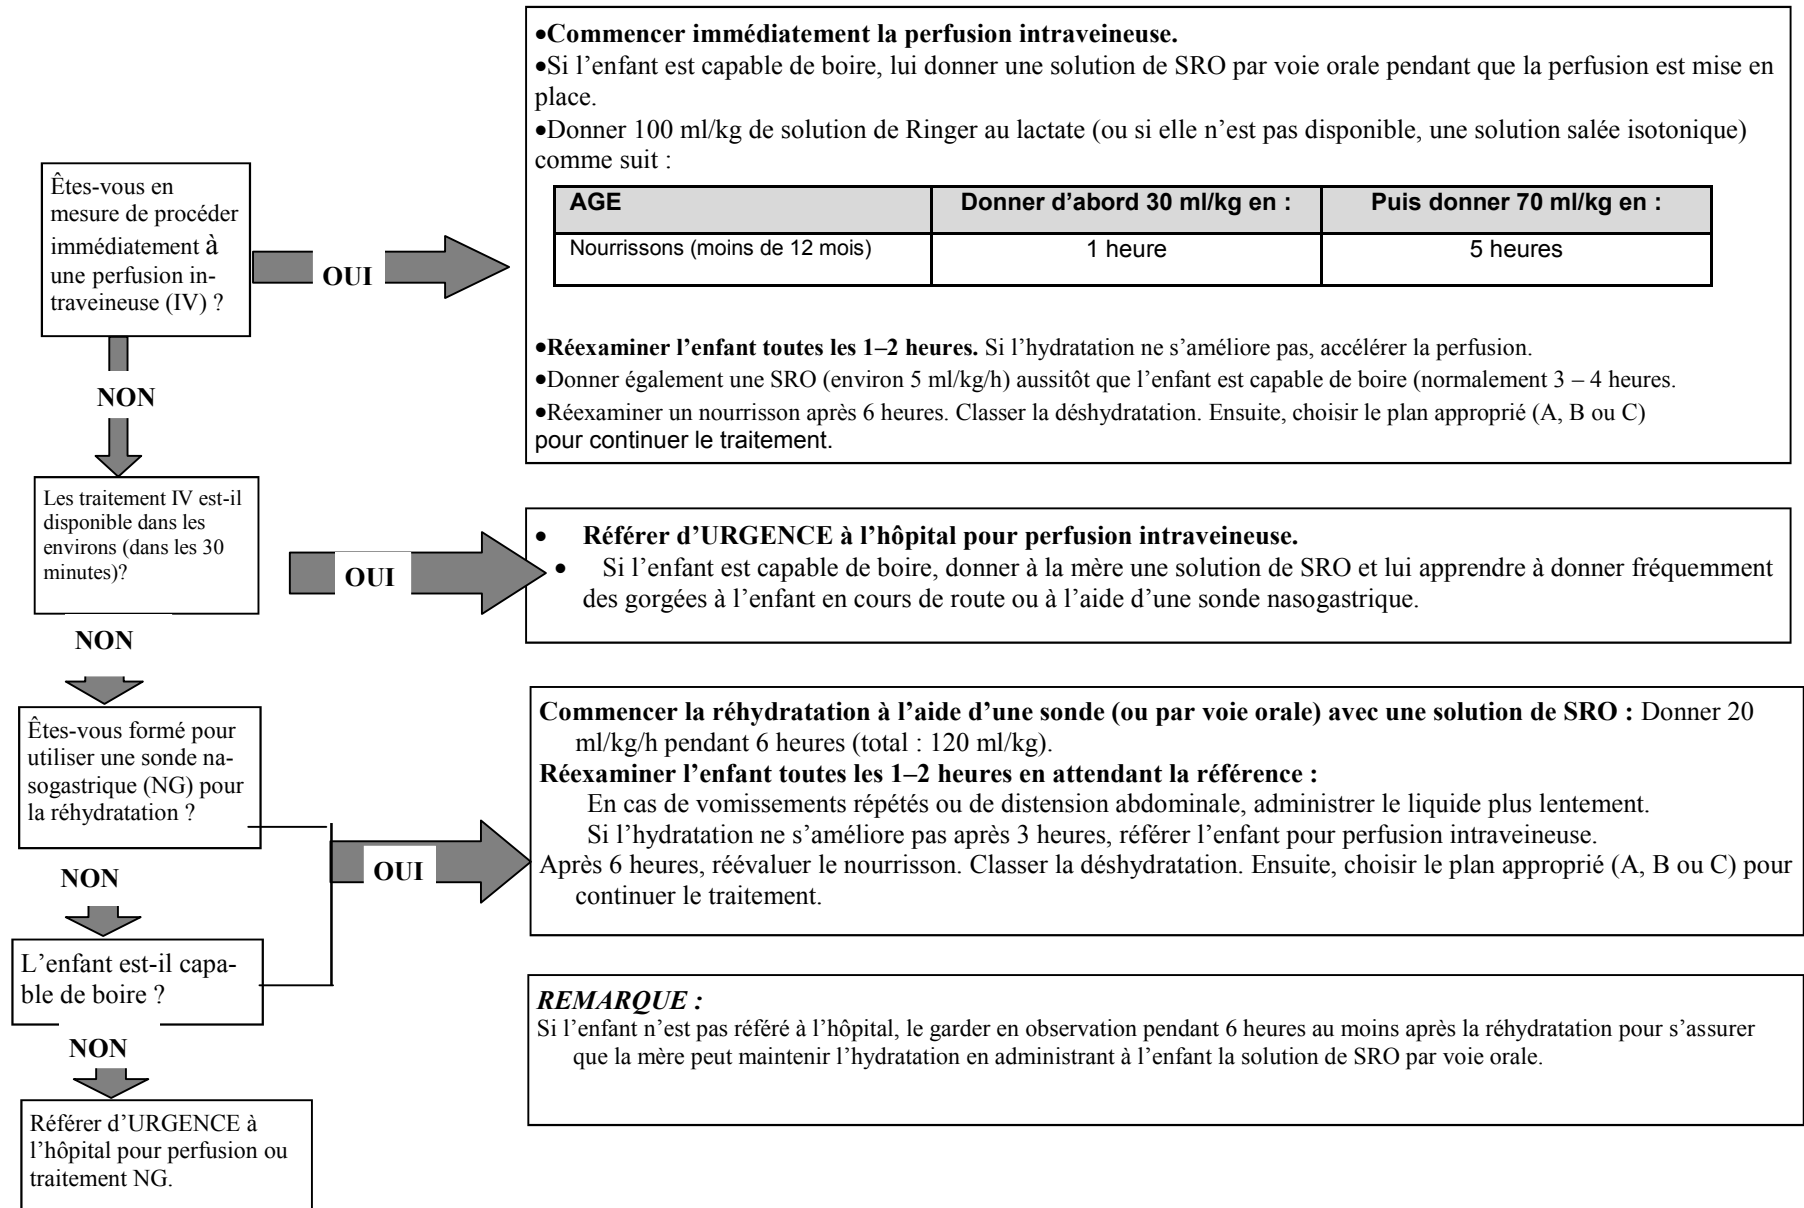 •Commencer immédiatement la perfusion intraveineuse.
•Si l’enfant est capable de boire, lui donner une solution de SRO par voie orale pendant que la perfusion est mise en
place.
•Donner 100 ml/kg de solution de Ringer au lactate (ou si elle n’est pas disponible, une solution salée isotonique)
comme suit :
AGE Donner d’abord 30 ml/kg en : Puis donner 70 ml/kg en :
Nourrissons (moins de 12 mois) 1 heure 5 heures
•Réexaminer l’enfant toutes les 1–2 heures. Si l’hydratation ne s’améliore pas, accélérer la perfusion.
•Donner également une SRO (environ 5 ml/kg/h) aussitôt que l’enfant est capable de boire (normalement 3 – 4 heures.
•Réexaminer un nourrisson après 6 heures. Classer la déshydratation. Ensuite, choisir le plan approprié (A, B ou C)
pour continuer le traitement.
Êtes-vous en
mesure de procéder
immédiatement à
une perfusion in-
traveineuse (IV) ?
OUI
NON
Les traitement IV est-il
disponible dans les
environs (dans les 30
minutes)?
OUI
• Référer d’URGENCE à l’hôpital pour perfusion intraveineuse.
• Si l’enfant est capable de boire, donner à la mère une solution de SRO et lui apprendre à donner fréquemment
des gorgées à l’enfant en cours de route ou à l’aide d’une sonde nasogastrique.
NON
Êtes-vous formé pour
utiliser une sonde na-
sogastrique (NG) pour
la réhydratation ?
OUI
Commencer la réhydratation à l’aide d’une sonde (ou par voie orale) avec une solution de SRO : Donner 20
ml/kg/h pendant 6 heures (total : 120 ml/kg).
Réexaminer l’enfant toutes les 1–2 heures en attendant la référence :
En cas de vomissements répétés ou de distension abdominale, administrer le liquide plus lentement.
Si l’hydratation ne s’améliore pas après 3 heures, référer l’enfant pour perfusion intraveineuse.
Après 6 heures, réévaluer le nourrisson. Classer la déshydratation. Ensuite, choisir le plan approprié (A, B ou C) pour
continuer le traitement.
NON
L’enfant est-il capa-
ble de boire ?
REMARQUE :
Si l’enfant n’est pas référé à l’hôpital, le garder en observation pendant 6 heures au moins après la réhydratation pour s’assurer
que la mère peut maintenir l’hydratation en administrant à l’enfant la solution de SRO par voie orale.
NON
Référer d’URGENCE à
l’hôpital pour perfusion ou
traitement NG.